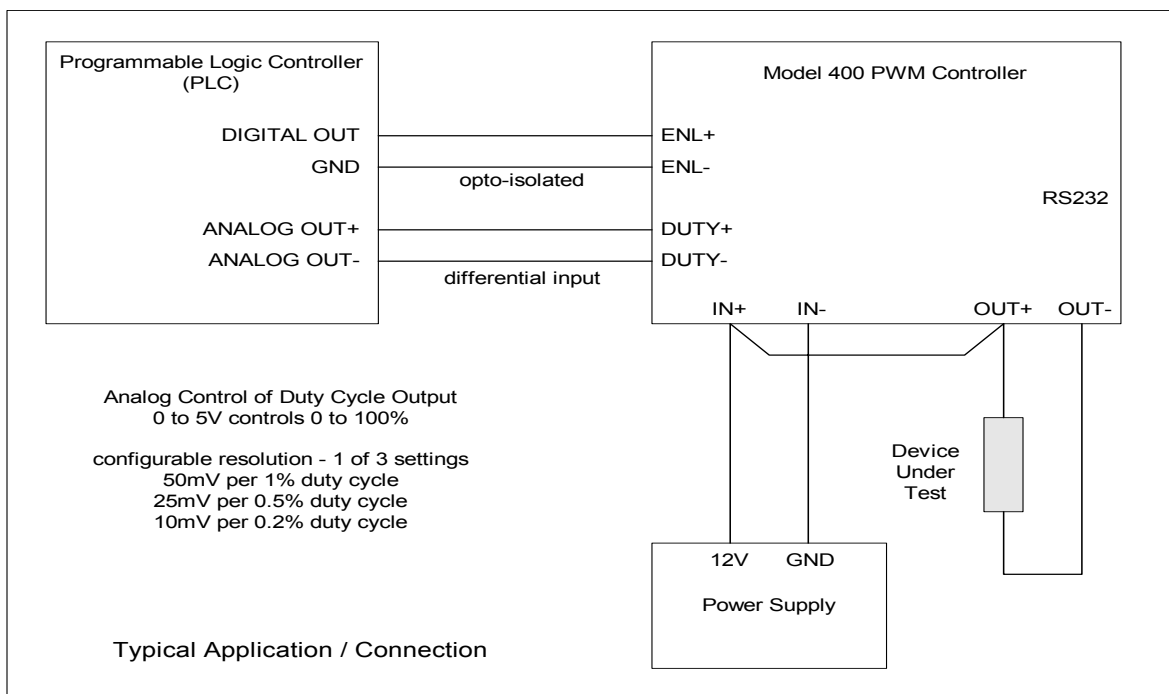 Programmable Logic Controller
(PLC)
DIGITAL OUT
GND
ANALOG OUT+
ANALOG OUT-
opto-isolated
differential input
Model 400 PWM Controller
ENL+
ENL-
RS232
DUTY+
DUTY-
IN+
IN-
OUT+
OUT-
Analog Control of Duty Cycle Output
0 to 5V controls 0 to 100%
configurable resolution - 1 of 3 settings
50mV per 1% duty cycle
25mV per 0.5% duty cycle
10mV per 0.2% duty cycle
Device
Under
Test
12V
GND
Power Supply
Typical Application / Connection